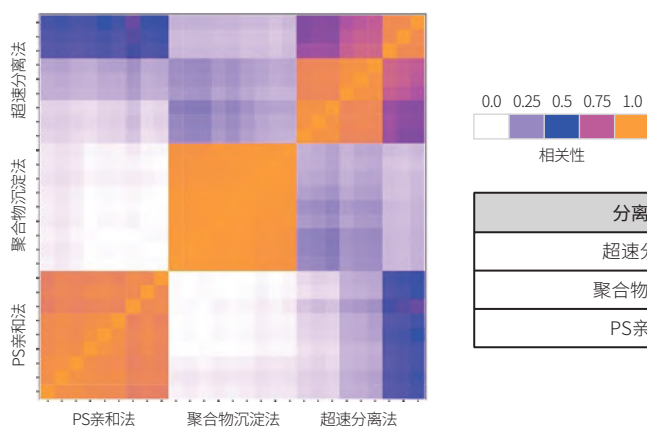 超速分离法
聚合物沉淀法
PS亲和法
PS亲和法 聚合物沉淀法 超速分离法
0.0 0.25 0.5 0.75 1.0
相关性
分离
超速分
聚合物
PS亲